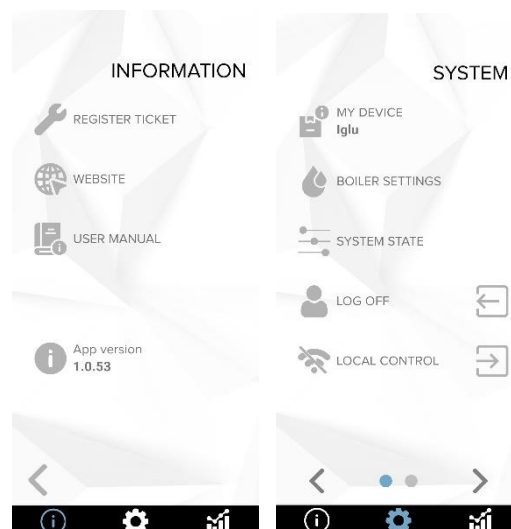 INFORMATION
REGISTER TICKET
WEBSITE
USER MANUAL
App version
1.0.53
SYSTEM
MY DEVICE
Iglu
BOILER SETTINGS
SYSTEM STATE
LOG OFF
LOCAL CONTROL